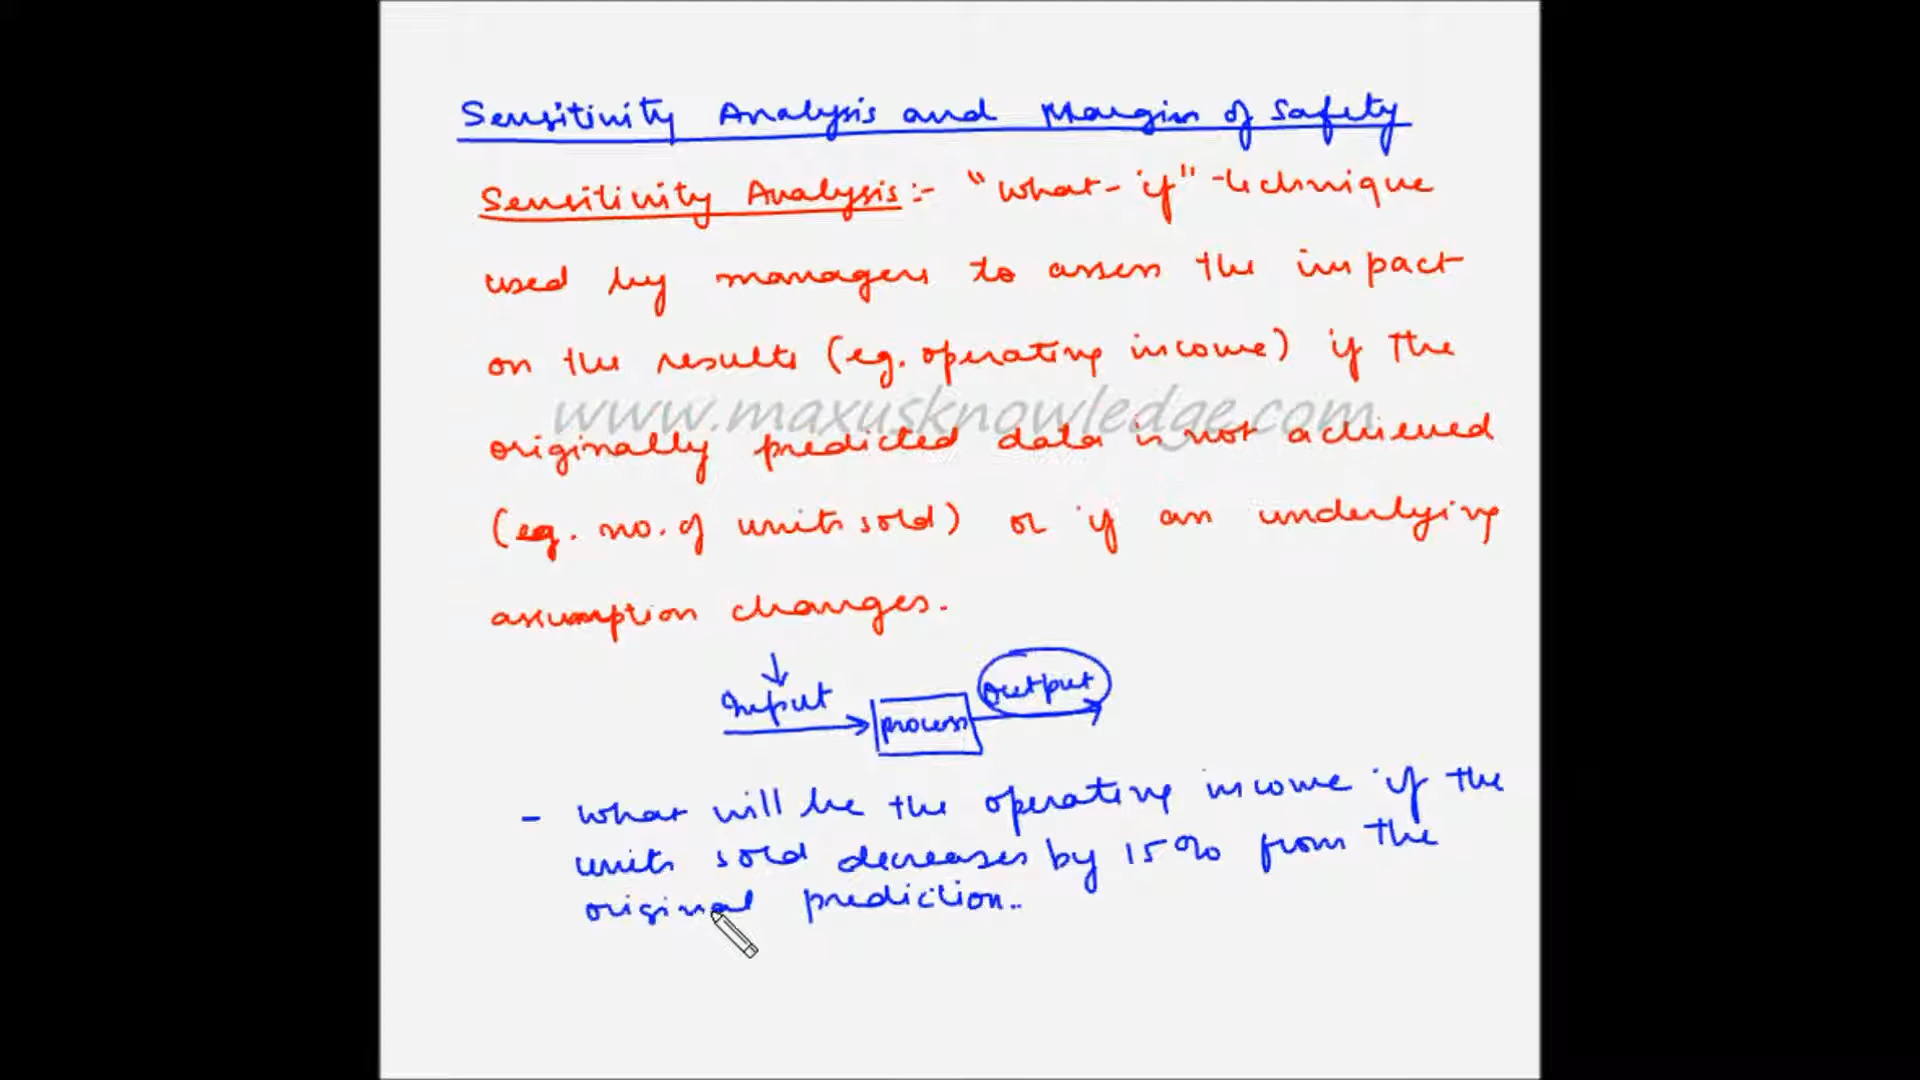 Sensitivity Analysis and Margin of Safety
Sensitivity Analysis :- "what-if" technique
used by managers to assess the impact
on the results (eg. operating income) if the
www.maxusknowledge.com
originally predicted data is not achieved
(eg. no. of units sold) or if an underlying
assumption changes.
Input
output
process
- what will be the operating income if the
units sold decreases by 15% from the
original prediction..